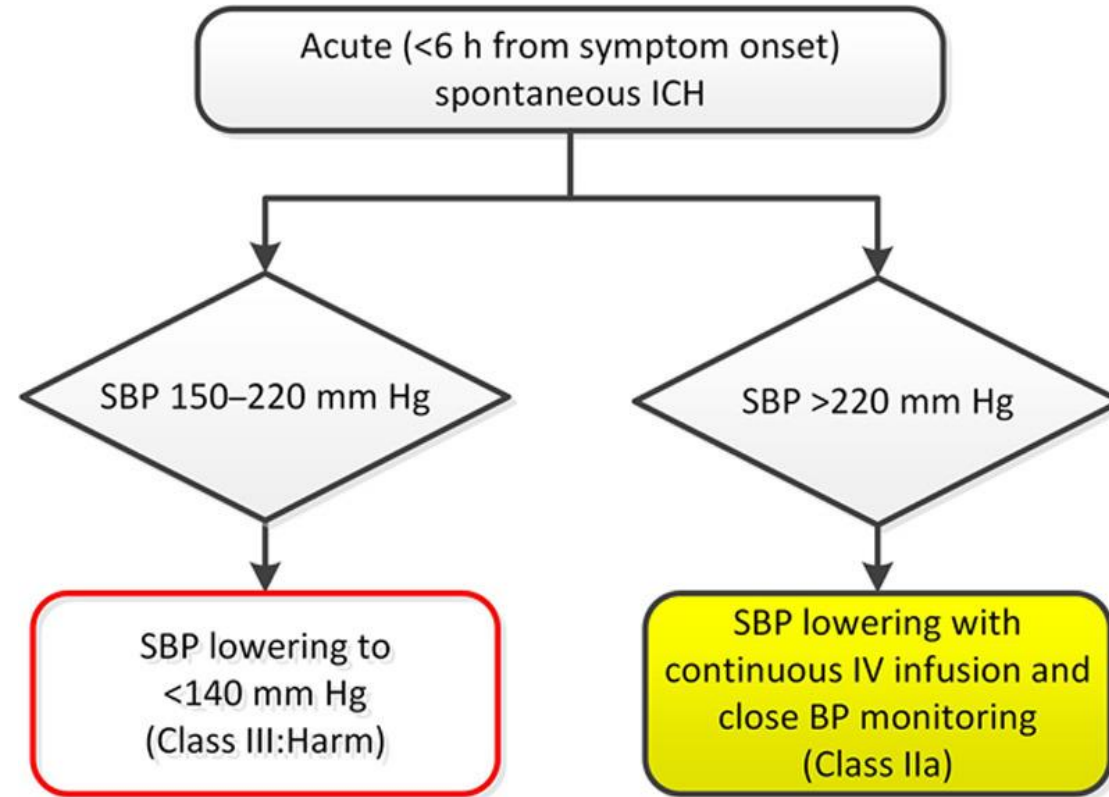 Acute (<6 h from symptom onset)
spontaneous ICH
SBP 150–220 mm Hg
SBP >220 mm Hg
SBP lowering to
<140 mm Hg
(Class III:Harm)
SBP lowering with
continuous IV infusion and
close BP monitoring
(Class IIa)